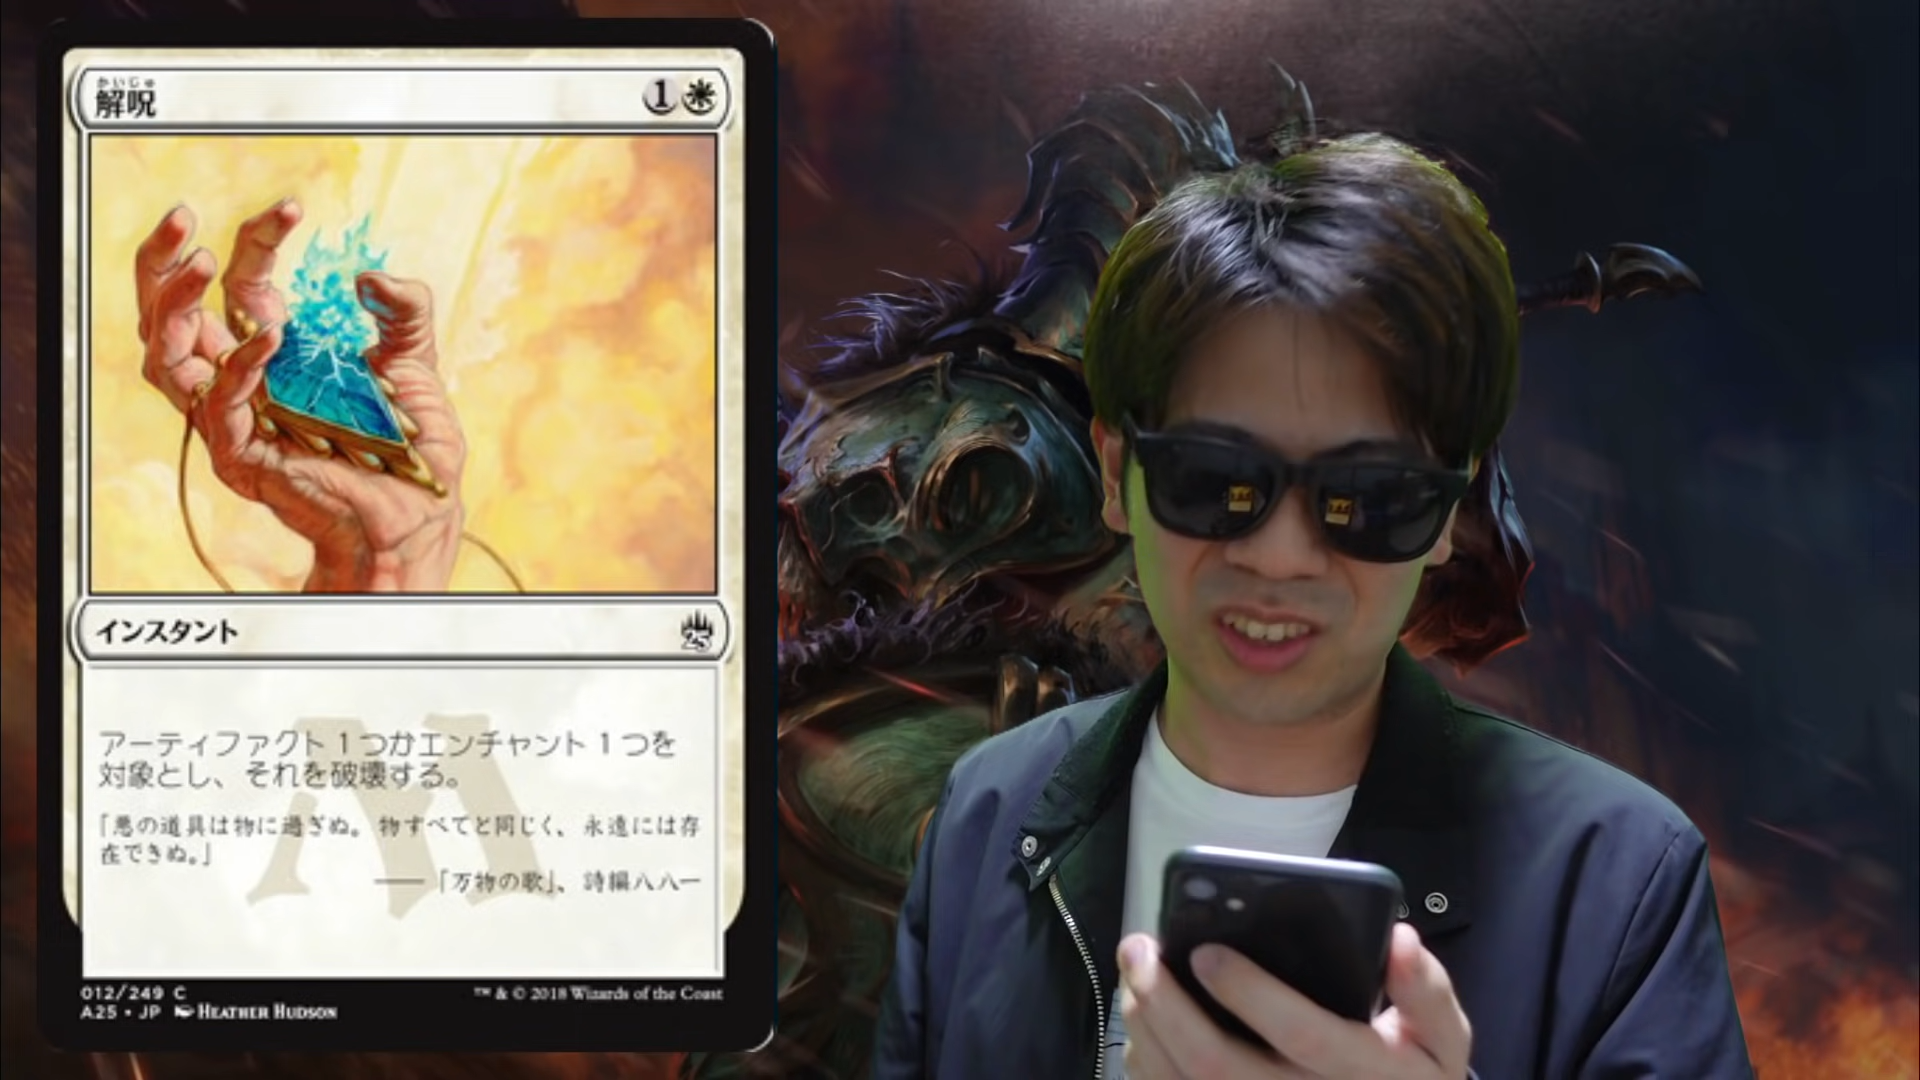 かいじゅ
解呪
1
インスタント
25
アーティファクト1つかエンチャント1つを
対象とし、それを破壊する。
「悪の道具は物に過ぎぬ。 物すべてと同じく、永遠には存
在できぬ。」
――「万物の歌」、詩編八八一
012/249 C
A25 • JP HEATHER HUDSON
™ & © 2018 Wizards of the Coast